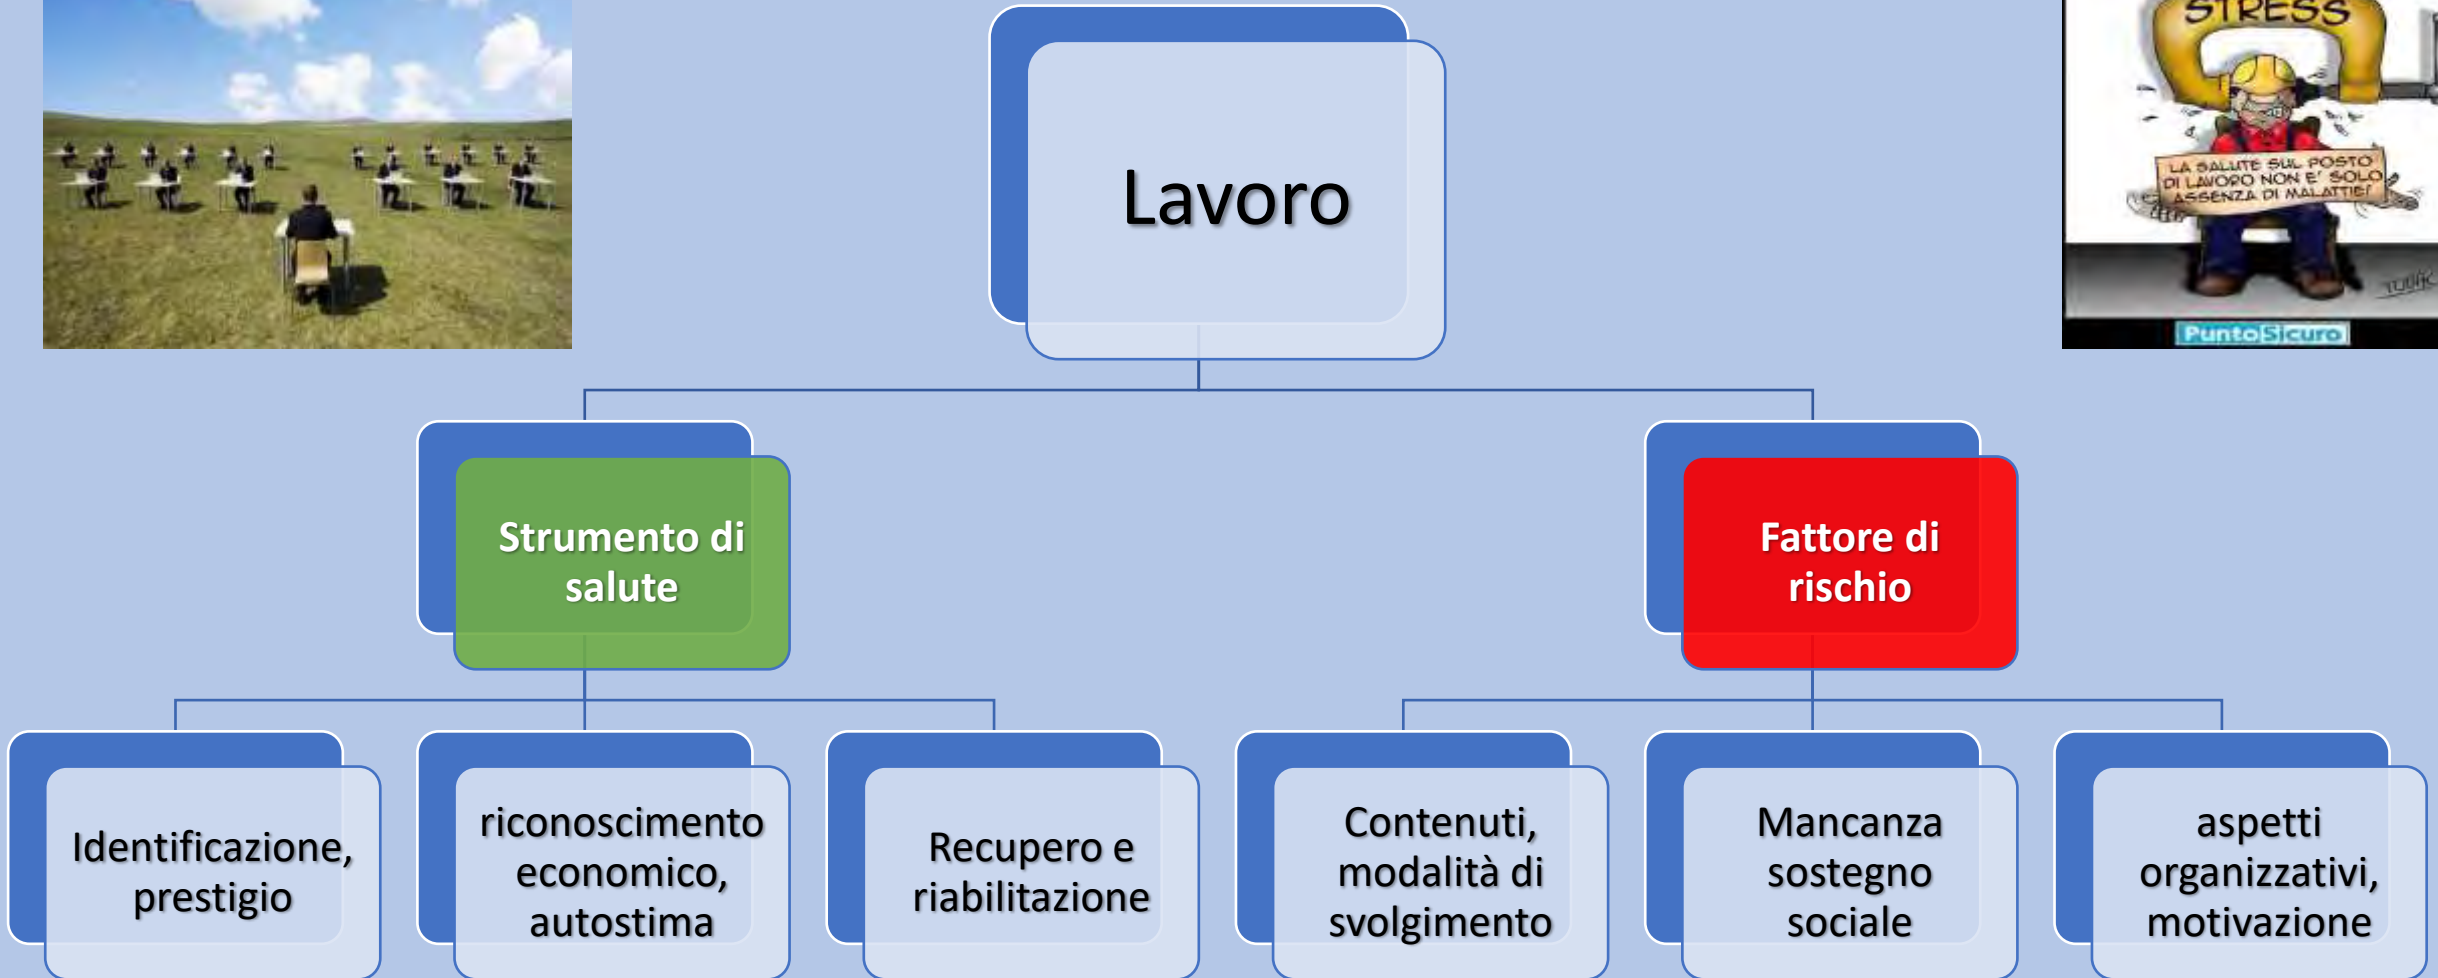 STRESS
LA SALUTE SUL POSTO
DI LAVORO NON E' SOLO
ASSENZA DI MALATTIE!
PuntoSicuro
Lavoro
Strumento di
salute
Fattore di
rischio
Identificazione,
prestigio
riconoscimento
economico,
autostima
Recupero e
riabilitazione
Contenuti,
modalità di
svolgimento
Mancanza
sostegno
sociale
aspetti
organizzativi,
motivazione